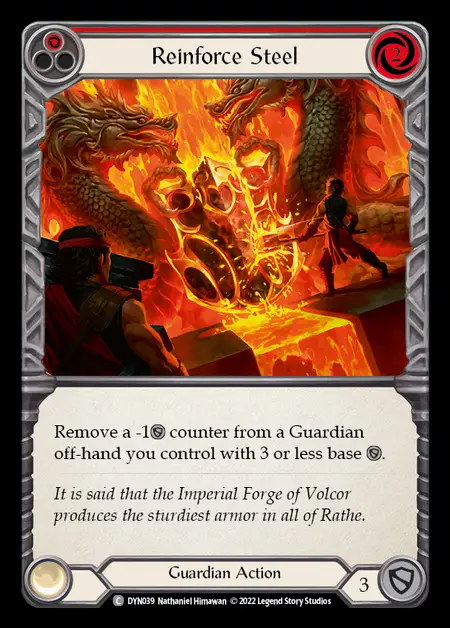 Reinforce Steel
2
Remove a -1 counter from a Guardian
off-hand you control with 3 or less base .
It is said that the Imperial Forge of Volcor
produces the sturdiest armor in all of Rathe.
Guardian Action
3
C DYN039 Nathaniel Himawan © 2022 Legend Story Studios